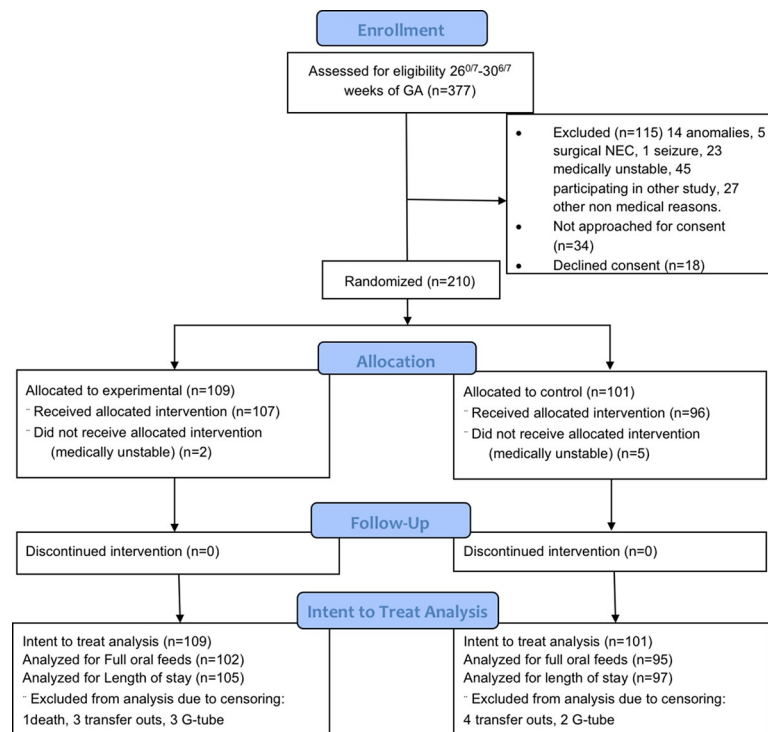 Enrollment
Assessed for eligibility 26⁰/⁷-30⁶/⁷
weeks of GA (n=377)
• Excluded (n=115) 14 anomalies, 5
surgical NEC, 1 seizure, 23
medically unstable, 45
participating in other study, 27
other non medical reasons.
• Not approached for consent
(n=34)
• Declined consent (n=18)
Randomized (n=210)
Allocation
Allocated to experimental (n=109)
¨ Received allocated intervention (n=107)
¨ Did not receive allocated intervention
(medically unstable) (n=2)
Allocated to control (n=101)
¨ Received allocated intervention (n=96)
¨ Did not receive allocated intervention
(medically unstable) (n=5)
Follow-Up
Discontinued intervention (n=0)
Discontinued intervention (n=0)
Intent to Treat Analysis
Intent to treat analysis (n=109)
Analyzed for Full oral feeds (n=102)
Analyzed for Length of stay (n=105)
¨ Excluded from analysis due to censoring:
1death, 3 transfer outs, 3 G-tube
Intent to treat analysis (n=101)
Analyzed for full oral feeds (n=95)
Analyzed for length of stay (n=97)
¨ Excluded from analysis due to censoring:
4 transfer outs, 2 G-tube